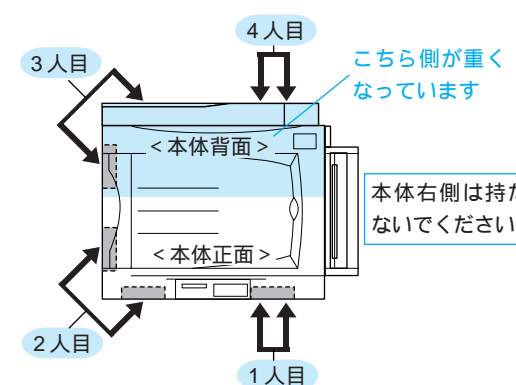 4人目
3人目
こちら側が重く
なっています
<本体背面>
本体右側は持た
ないでください
<本体正面>
2人目
1人目